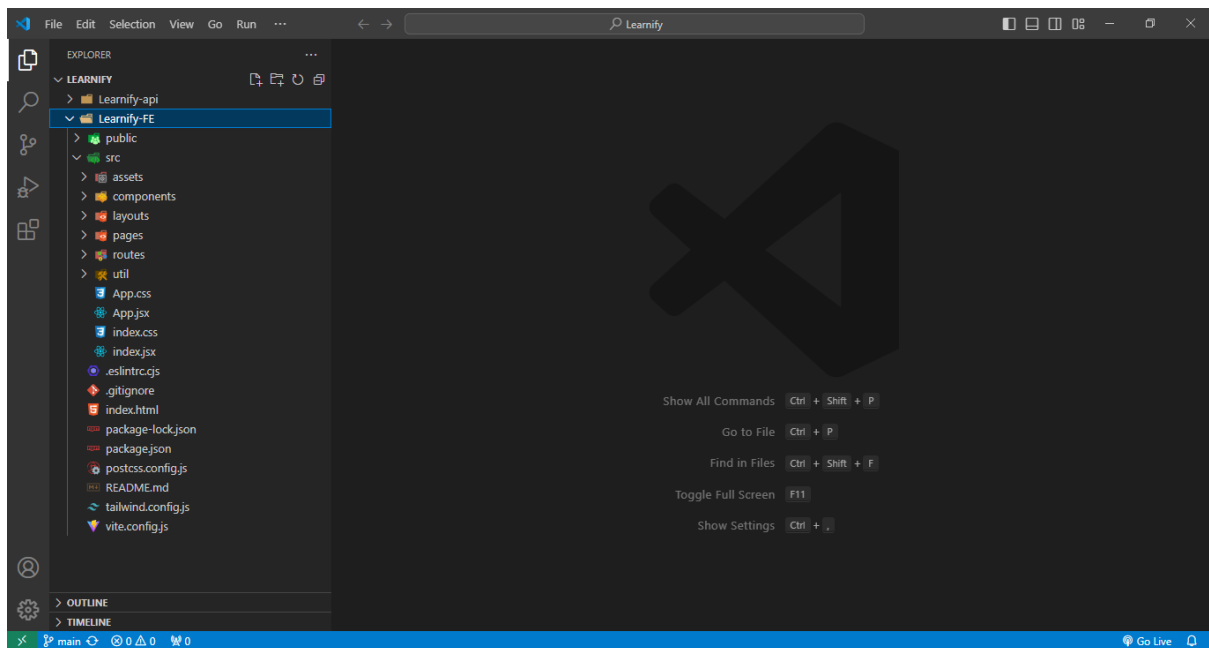 File Edit Selection View Go Run ···
Learnify
EXPLORER
LEARNIFY
Learnify-api
Learnify-FE
public
src
assets
components
layouts
pages
routes
util
App.css
App.jsx
index.css
index.jsx
.eslintrc.cjs
.gitignore
index.html
package-lock.json
package.json
postcss.config.js
README.md
tailwind.config.js
vite.config.js
OUTLINE
TIMELINE
Show All Commands Ctrl + Shift + P
Go to File Ctrl + P
Find in Files Ctrl + Shift + F
Toggle Full Screen F11
Show Settings Ctrl + ,
main 0 0 0 Go Live